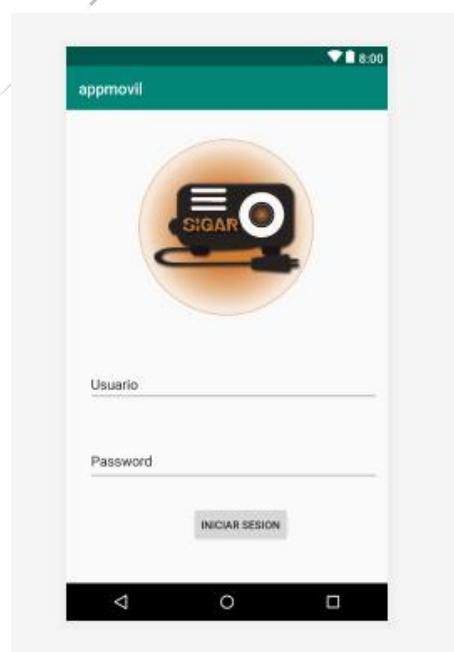 8:00
appmovil
SIGAR
Usuario
Password
INICIAR SESION